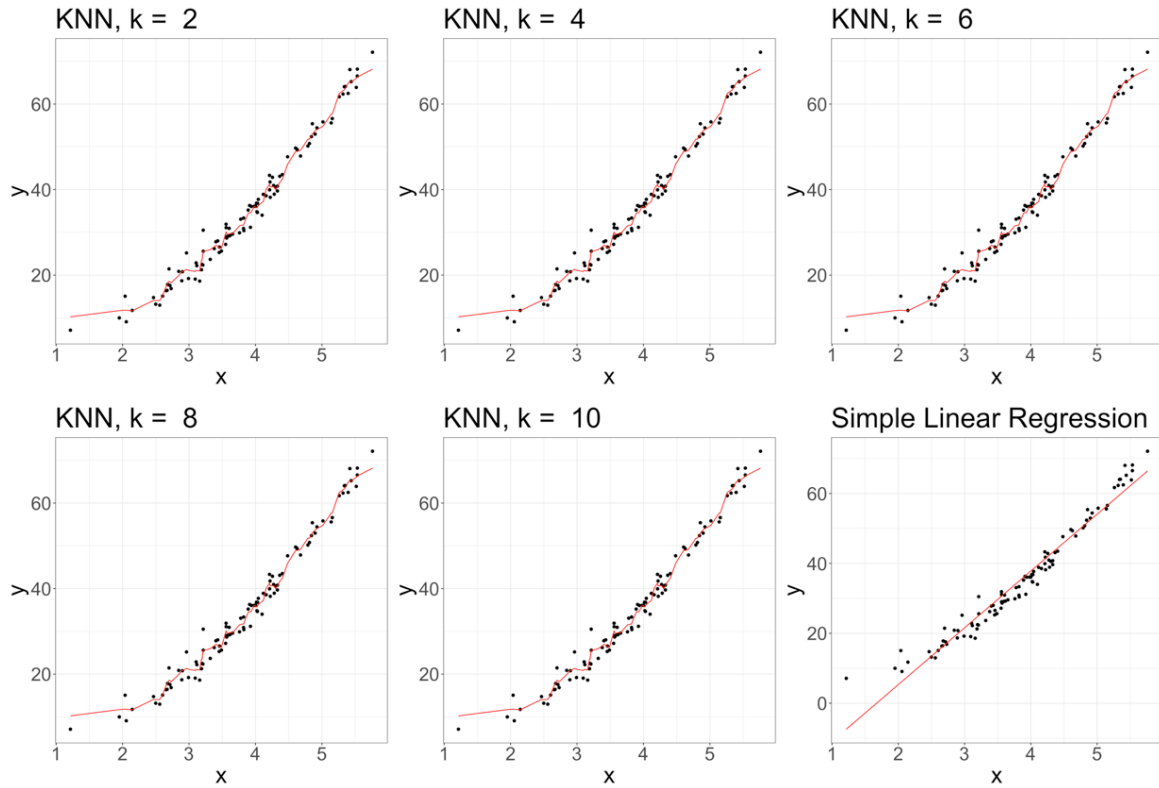 KNN, k =  2
60
40
20
y
1 2 3 4 5
x
KNN, k =  4
60
40
20
y
1 2 3 4 5
x
KNN, k =  6
60
40
20
y
1 2 3 4 5
x
KNN, k =  8
60
40
20
y
1 2 3 4 5
x
KNN, k =  10
60
40
20
y
1 2 3 4 5
x
Simple Linear Regression
60
40
20
0
y
1 2 3 4 5
x